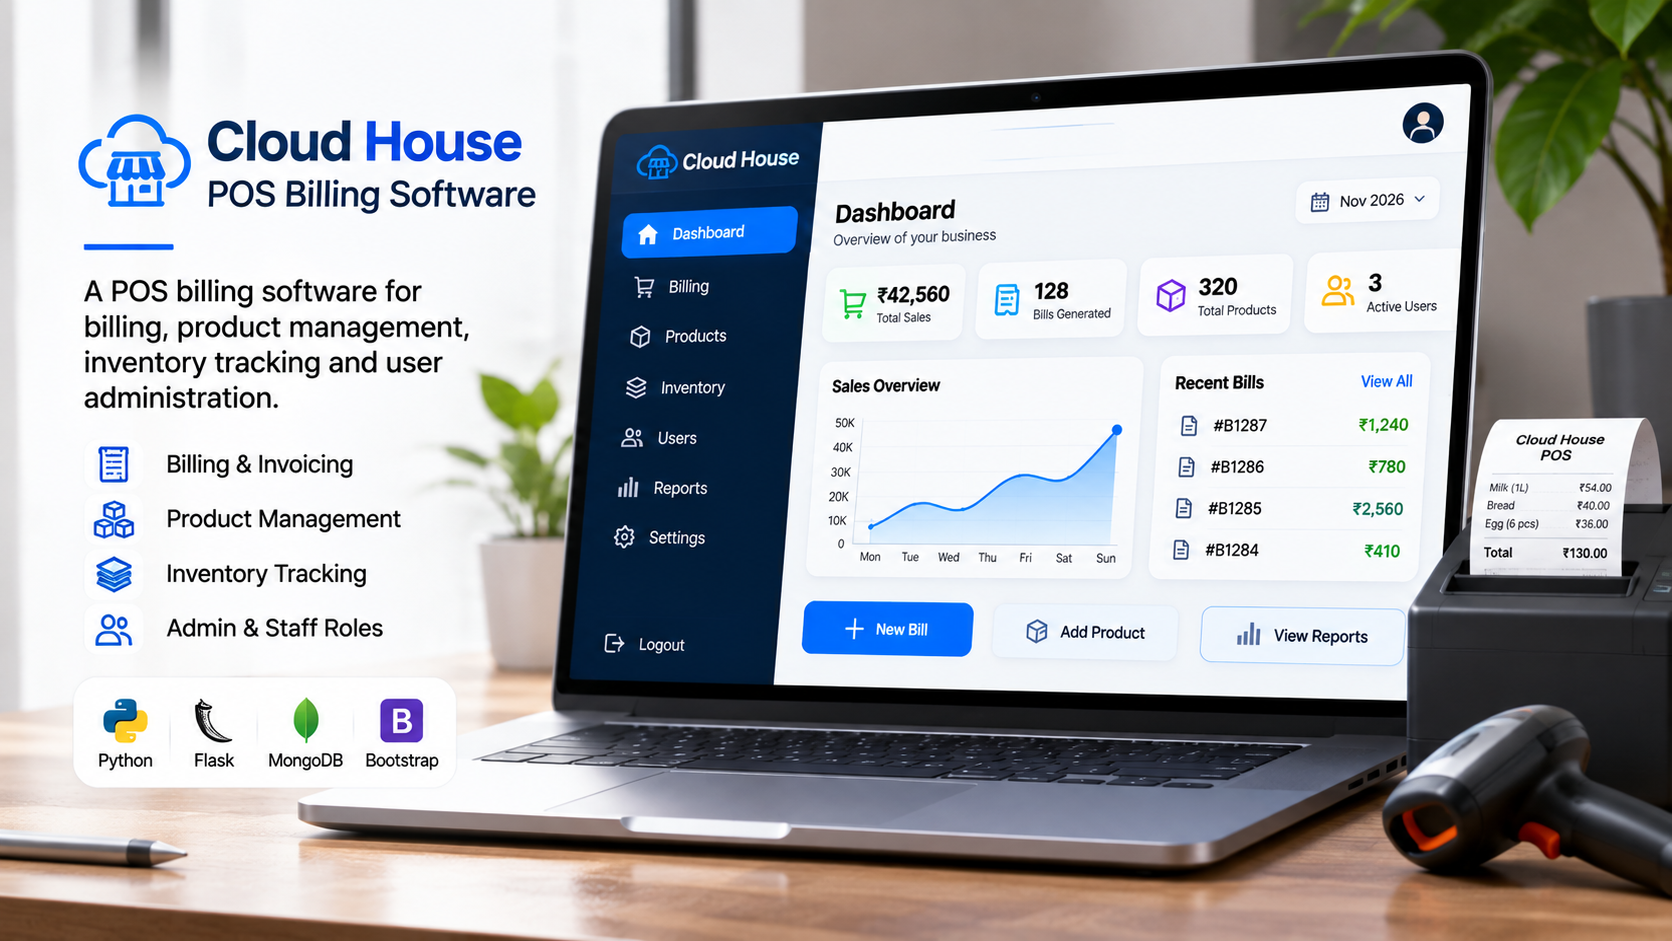 Cloud House
POS Billing Software
A POS billing software for
billing, product management,
inventory tracking and user
administration.
Billing & Invoicing
Product Management
Inventory Tracking
Admin & Staff Roles
Python
Flask
MongoDB
B
Bootstrap
Cloud House
Dashboard
Billing
Products
Inventory
Users
Reports
Settings
Logout
Dashboard
Overview of your business
Nov 2026
₹42,560
Total Sales
128
Bills Generated
320
Total Products
3
Active Users
Sales Overview
50K
40K
30K
20K
10K
0
Mon Tue Wed Thu Fri Sat Sun
Recent Bills View All
#B1287 ₹1,240
#B1286 ₹780
#B1285 ₹2,560
#B1284 ₹410
New Bill
Add Product
View Reports
Cloud House
POS
Milk (1L) ₹54.00
Bread ₹40.00
Egg (6 pcs) ₹36.00
Total ₹130.00